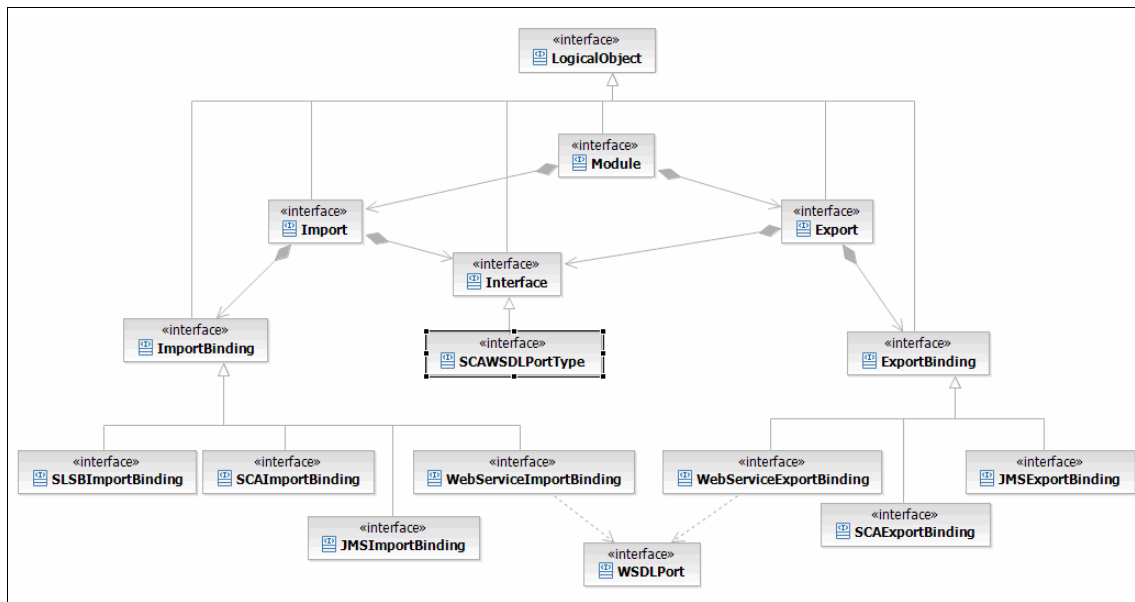 «interface»
LogicalObject
«interface»
Module
«interface»
Import
«interface»
Export
«interface»
Interface
«interface»
ImportBinding
«interface»
SCAWSDLPortType
«interface»
ExportBinding
«interface»
SLSBImportBinding
«interface»
SCAImportBinding
«interface»
WebServiceImportBinding
«interface»
WebServiceExportBinding
«interface»
JMSExportBinding
«interface»
JMSImportBinding
«interface»
SCAExportBinding
«interface»
WSDLPort